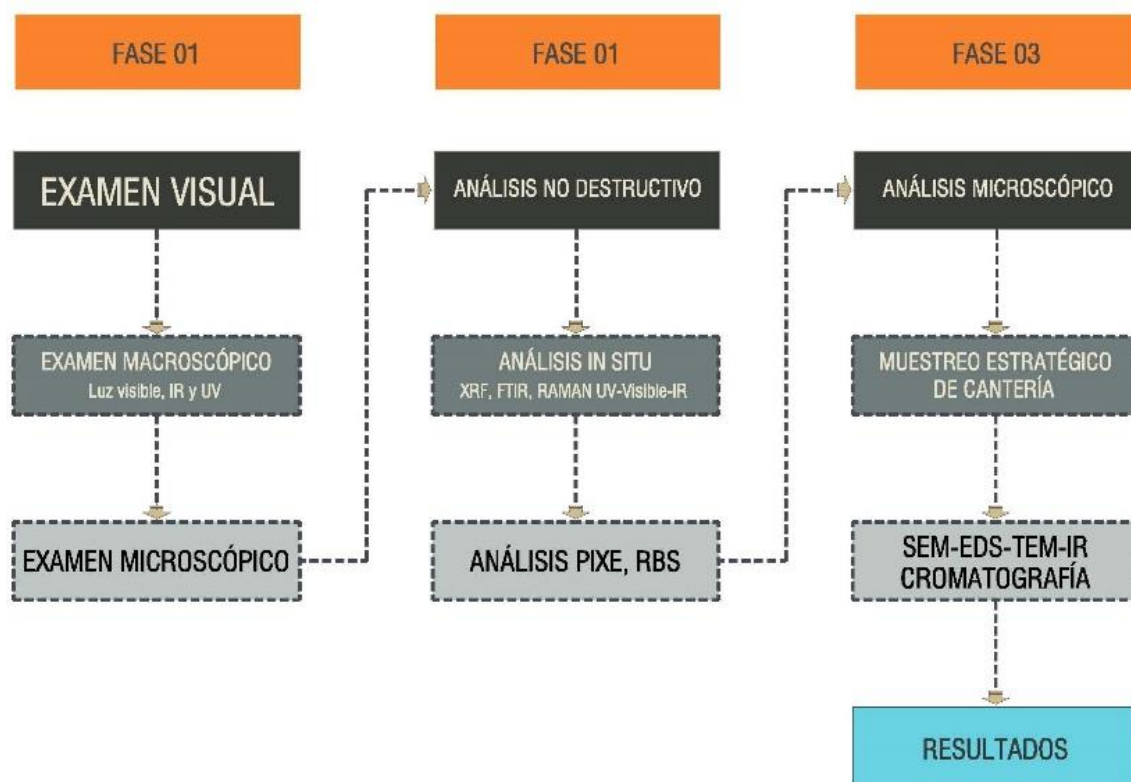 FASE 01
EXAMEN VISUAL
EXAMEN MACROSCÓPICO
Luz visible, IR y UV
EXAMEN MICROSCÓPICO
FASE 01
ANÁLISIS NO DESTRUCTIVO
ANÁLISIS IN SITU
XRF, FTIR, RAMAN UV-Visible-IR
ANÁLISIS PIXE, RBS
FASE 03
ANÁLISIS MICROSCÓPICO
MUESTREO ESTRATÉGICO
DE CANTERÍA
SEM-EDS-TEM-IR
CROMATOGRAFÍA
RESULTADOS